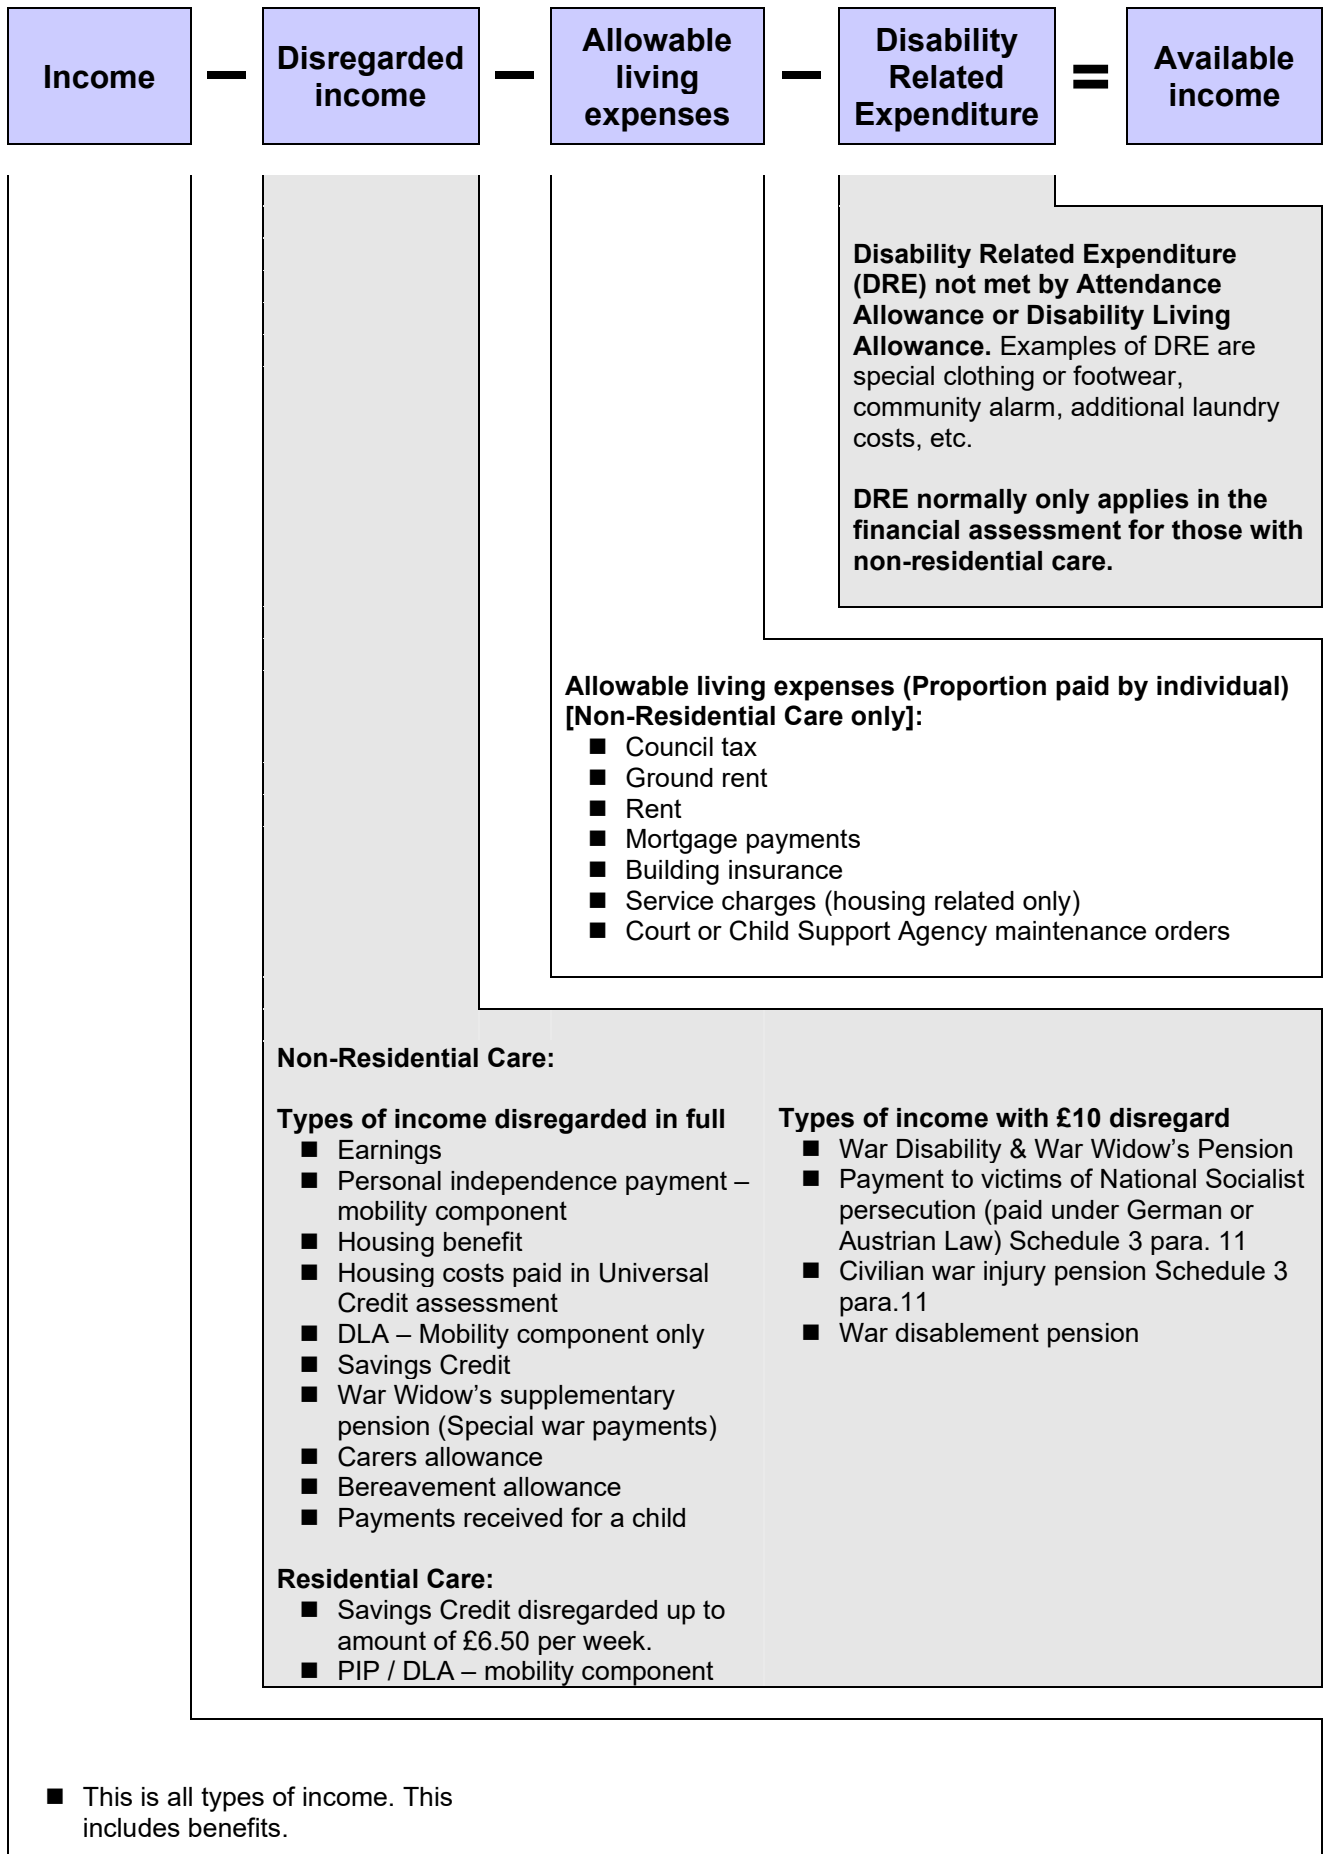 Income
—
Disregarded
income
—
Allowable
living
expenses
—
Disability
Related
Expenditure
=
Available
income
Disability Related Expenditure
(DRE) not met by Attendance
Allowance or Disability Living
Allowance. Examples of DRE are
special clothing or footwear,
community alarm, additional laundry
costs, etc.
DRE normally only applies in the
financial assessment for those with
non-residential care.
Allowable living expenses (Proportion paid by individual)
[Non-Residential Care only]:
■ Council tax
■ Ground rent
■ Rent
■ Mortgage payments
■ Building insurance
■ Service charges (housing related only)
■ Court or Child Support Agency maintenance orders
Non-Residential Care:
Types of income disregarded in full
■ Earnings
■ Personal independence payment –
mobility component
■ Housing benefit
■ Housing costs paid in Universal
Credit assessment
■ DLA – Mobility component only
■ Savings Credit
■ War Widow’s supplementary
pension (Special war payments)
■ Carers allowance
■ Bereavement allowance
■ Payments received for a child
Residential Care:
■ Savings Credit disregarded up to
amount of £6.50 per week.
■ PIP / DLA – mobility component
Types of income with £10 disregard
■ War Disability & War Widow’s Pension
■ Payment to victims of National Socialist
persecution (paid under German or
Austrian Law) Schedule 3 para. 11
■ Civilian war injury pension Schedule 3
para.11
■ War disablement pension
■ This is all types of income. This
includes benefits.